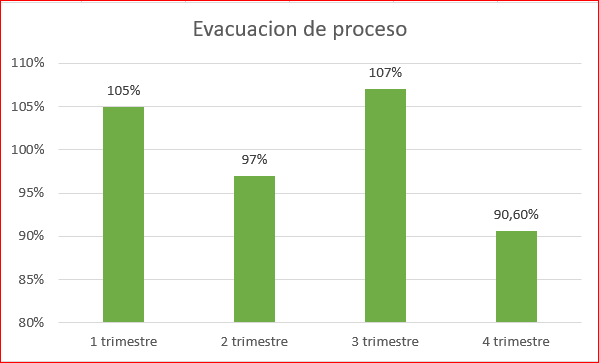 Evacuacion de proceso
110%
105%
100%
95%
90%
85%
80%
105%
97%
107%
90,60%
1 trimestre
2 trimestre
3 trimestre
4 trimestre